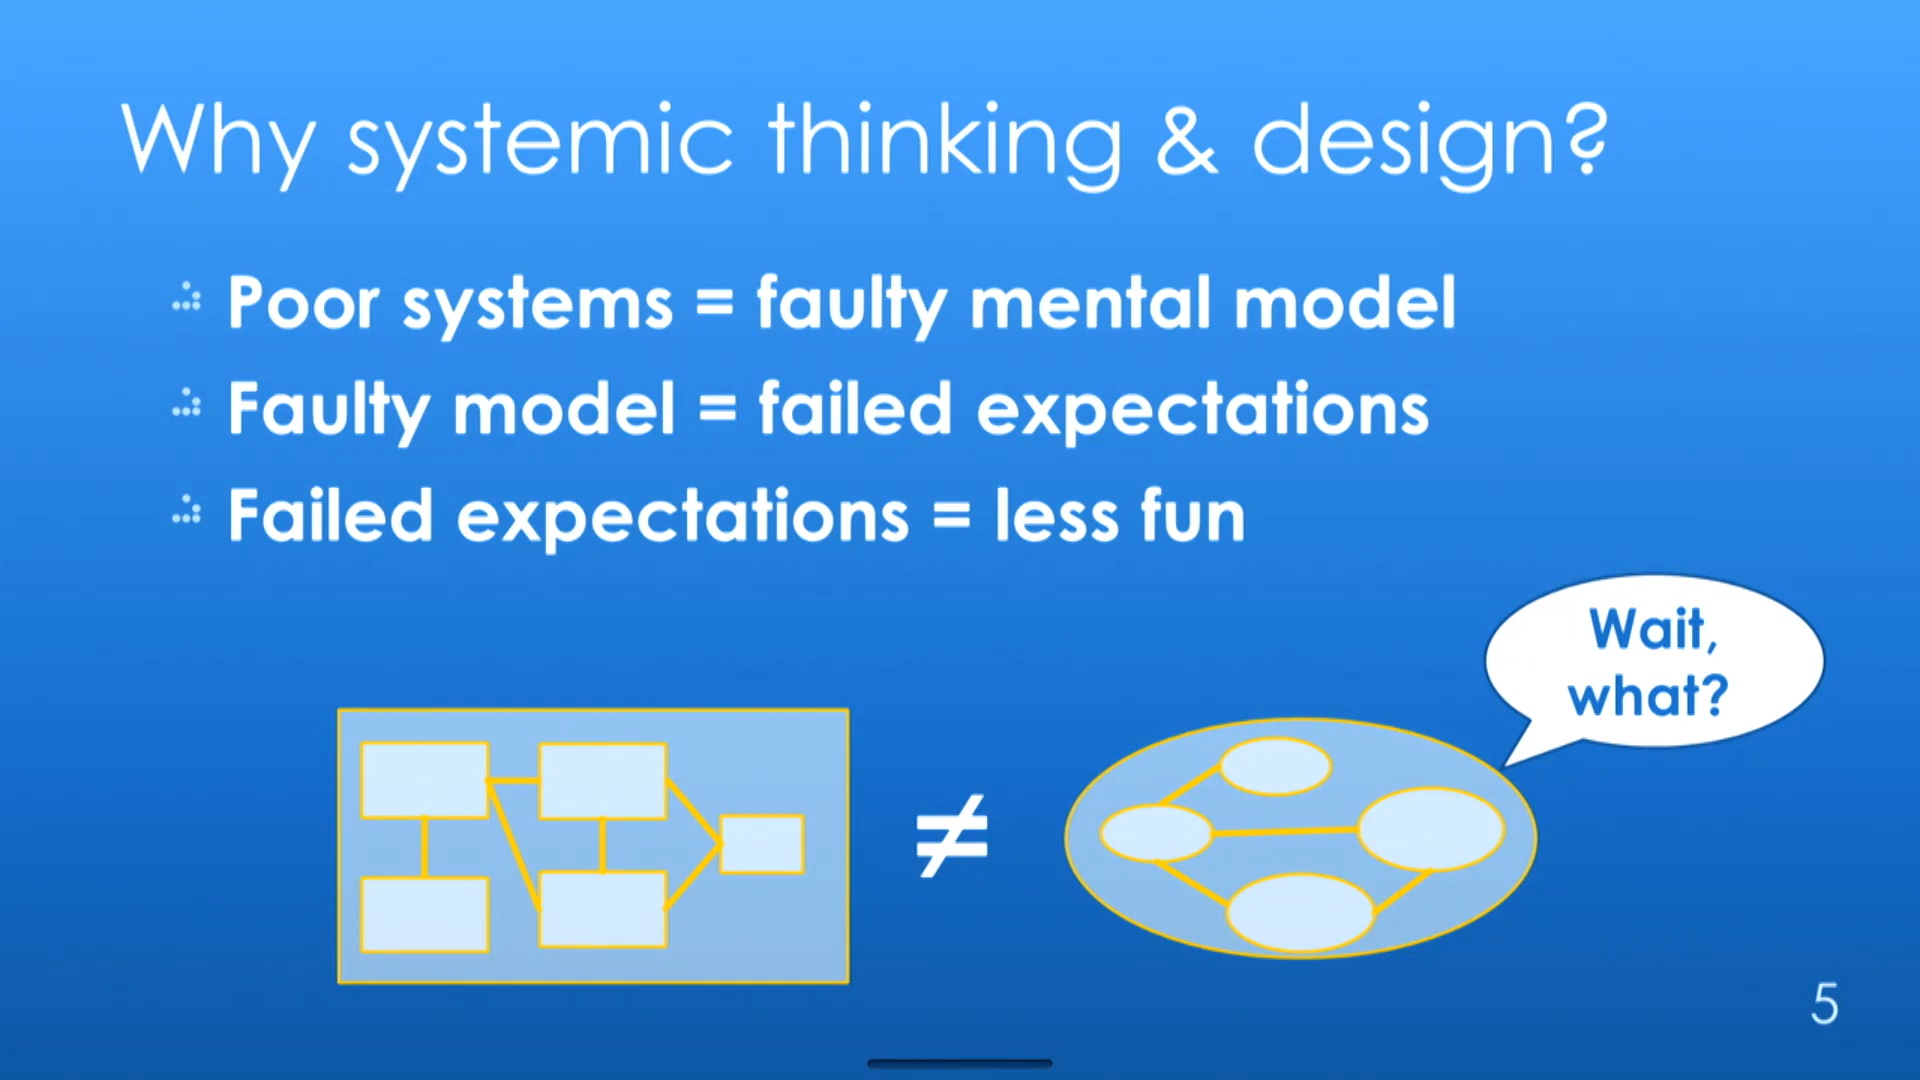 Why systemic thinking & design?
Poor systems = faulty mental model
Faulty model = failed expectations
Failed expectations = less fun
Wait,
what?
≠
5